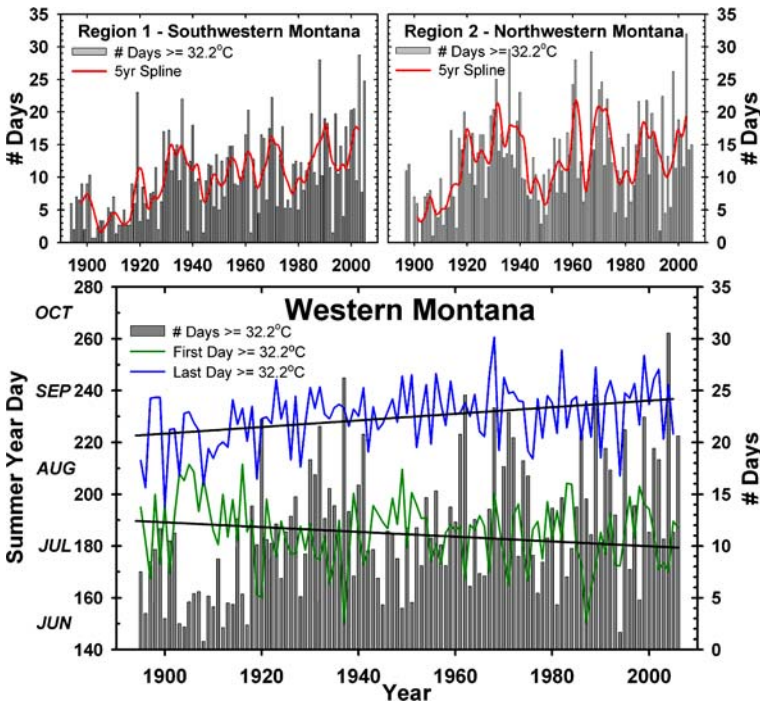 Region 1 - Southwestern Montana
# Days >= 32.2°C
5yr Spline
# Days
35
30
25
20
15
10
5
0
1900 1920 1940 1960 1980 2000
Region 2 - Northwestern Montana
# Days >= 32.2°C
5yr Spline
35
30
25
20
15
10
5
0
# Days
1900 1920 1940 1960 1980 2000
Western Montana
# Days >= 32.2°C
First Day >= 32.2°C
Last Day >= 32.2°C
Summer Year Day
280
260
240
220
200
180
160
140
OCT
SEP
AUG
JUL
JUN
35
30
25
20
15
10
5
0
# Days
1900 1920 1940 1960 1980 2000
Year